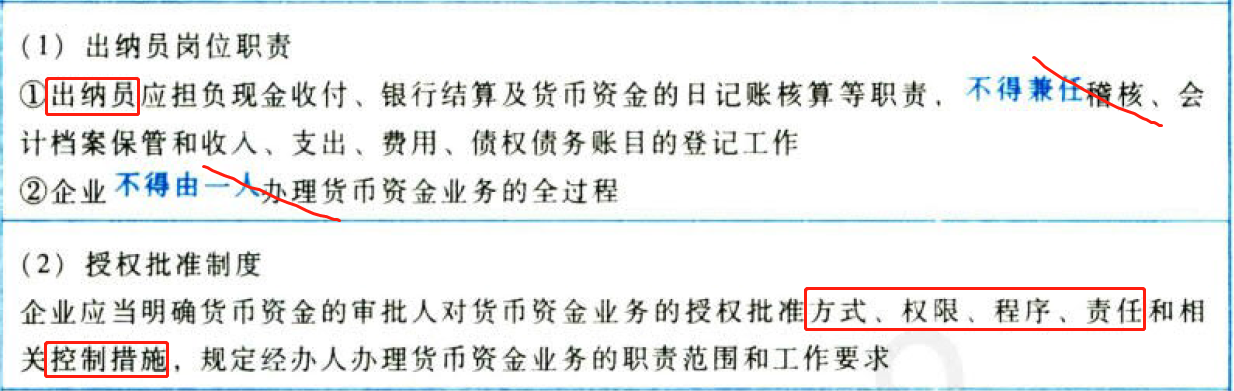 (1) 出纳员岗位职责
①出纳员应担负现金收付、银行结算及货币资金的日记账核算等职责，不得兼任稽核、会
计档案保管和收入、支出、费用、债权债务账目的登记工作
②企业不得由一人办理货币资金业务的全过程
(2) 授权批准制度
企业应当明确货币资金的审批人对货币资金业务的授权批准方式、权限、程序、责任和相
关控制措施，规定经办人办理货币资金业务的职责范围和工作要求